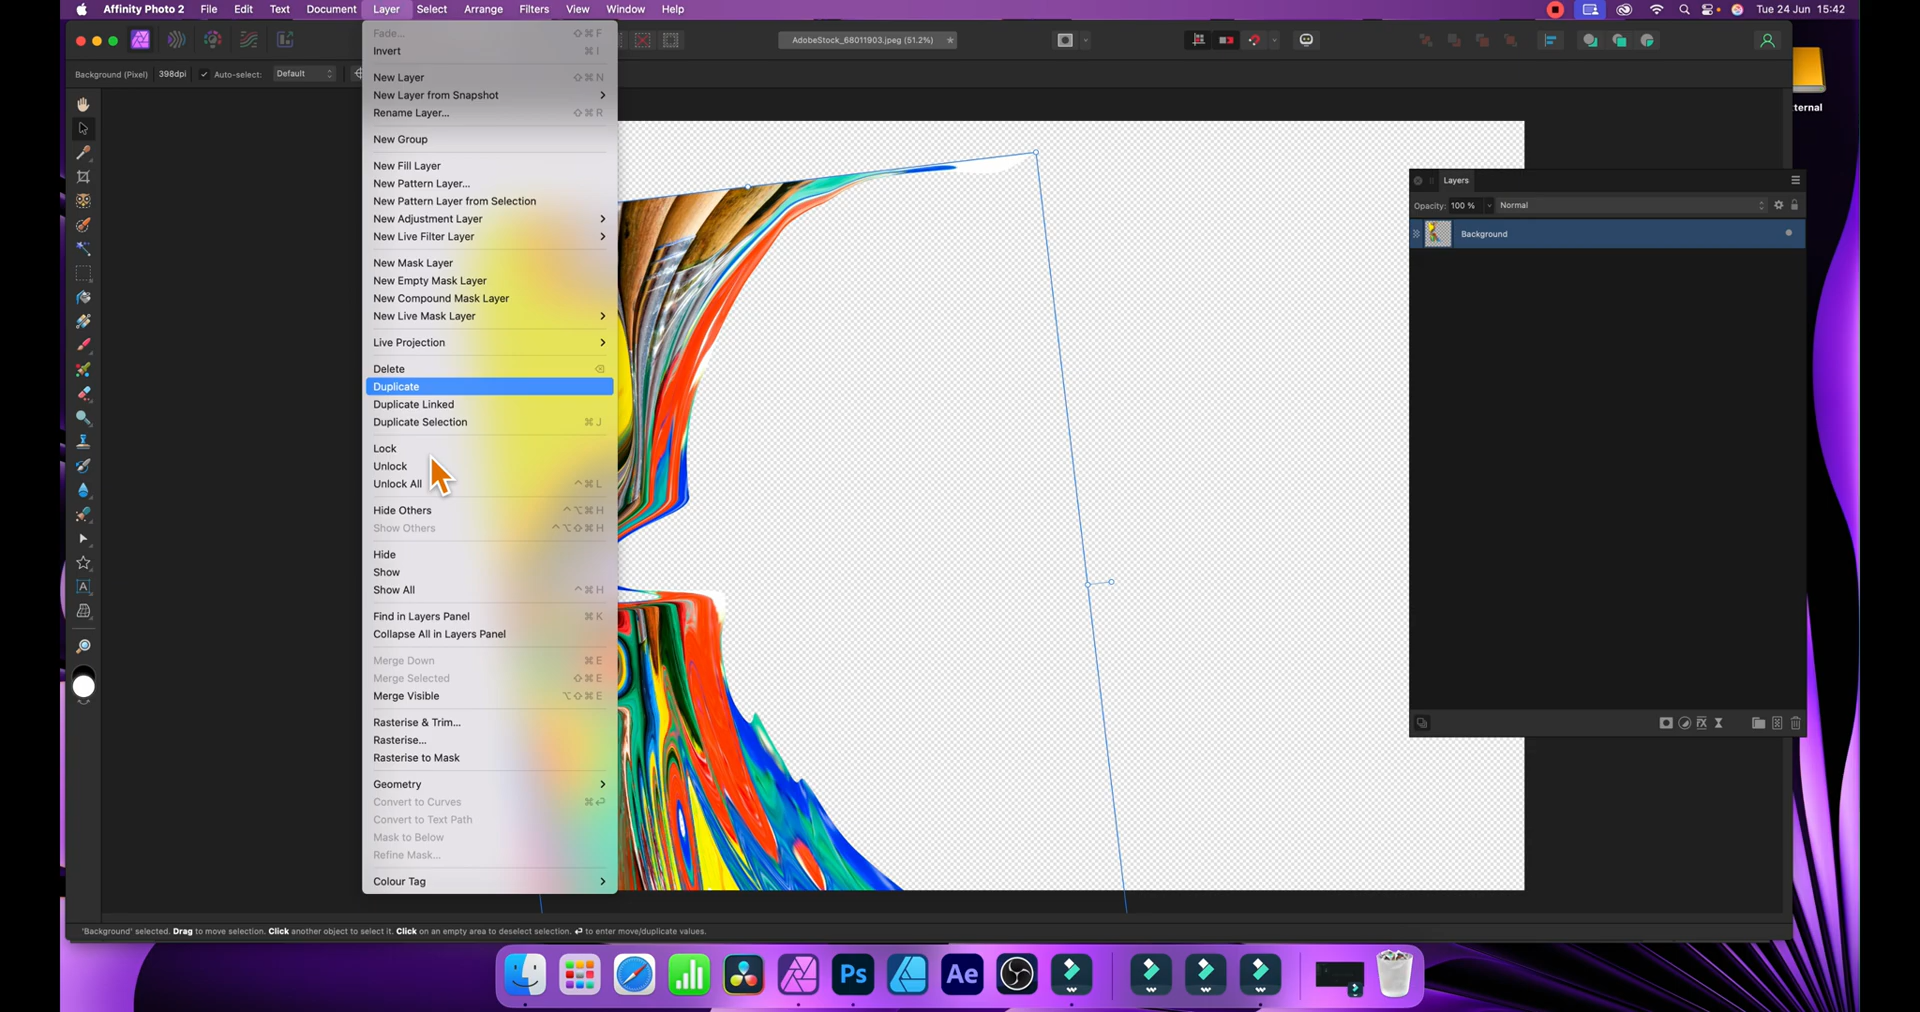 Affinity Photo 2 File Edit Text Document Layer Select Arrange Filters View Window Help Tue 24 Jun 15:42
AdobeStock_68011903.jpeg (51.2%)
Background (Pixel) 398dpi Auto-select: Default
Fade... ⇧⌘F
Invert ⌘I
New Layer ⇧⌘N
New Layer from Snapshot
Rename Layer... ⇧⌘R
New Group
New Fill Layer
New Pattern Layer...
New Pattern Layer from Selection
New Adjustment Layer
New Live Filter Layer
New Mask Layer
New Empty Mask Layer
New Compound Mask Layer
New Live Mask Layer
Live Projection
Delete
Duplicate
Duplicate Linked
Duplicate Selection ⌘J
Lock
Unlock
Unlock All ^⌘L
Hide Others ^⌥⌘H
Show Others ^⌥⇧⌘H
Hide
Show
Show All ^⌘H
Find in Layers Panel ⌘K
Collapse All in Layers Panel
Merge Down ⌘E
Merge Selected ⇧⌘E
Merge Visible ⌥⇧⌘E
Rasterise & Trim...
Rasterise...
Rasterise to Mask
Geometry
Convert to Curves ⌘⏎
Convert to Text Path
Mask to Below
Refine Mask...
Colour Tag
ternal
Layers
Opacity: 100 % Normal
Background
'Background' selected. Drag to move selection. Click another object to select it. Click on an empty area to deselect selection. ⏎ to enter move/duplicate values.
Ps Ae